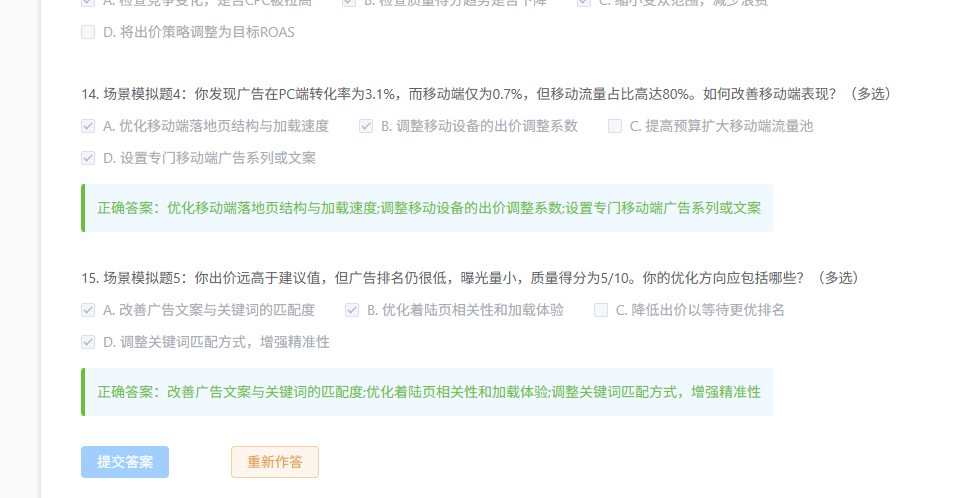 A. 检查竞争变化，是否CPC被拉高 B. 检查质量得分趋势是否下降 C. 缩小受众范围，减少浪费
D. 将出价策略调整为目标ROAS
14. 场景模拟题4：你发现广告在PC端转化率为3.1%，而移动端仅为0.7%，但移动流量占比高达80%。如何改善移动端表现？（多选）
A. 优化移动端落地页结构与加载速度 B. 调整移动设备的出价调整系数 C. 提高预算扩大移动端流量池
D. 设置专门移动端广告系列或文案
正确答案：优化移动端落地页结构与加载速度;调整移动设备的出价调整系数;设置专门移动端广告系列或文案
15. 场景模拟题5：你出价远高于建议值，但广告排名仍很低，曝光量小，质量得分为5/10。你的优化方向应包括哪些？（多选）
A. 改善广告文案与关键词的匹配度 B. 优化着陆页相关性和加载体验 C. 降低出价以等待更优排名
D. 调整关键词匹配方式，增强精准性
正确答案：改善广告文案与关键词的匹配度;优化着陆页相关性和加载体验;调整关键词匹配方式，增强精准性
提交答案 重新作答